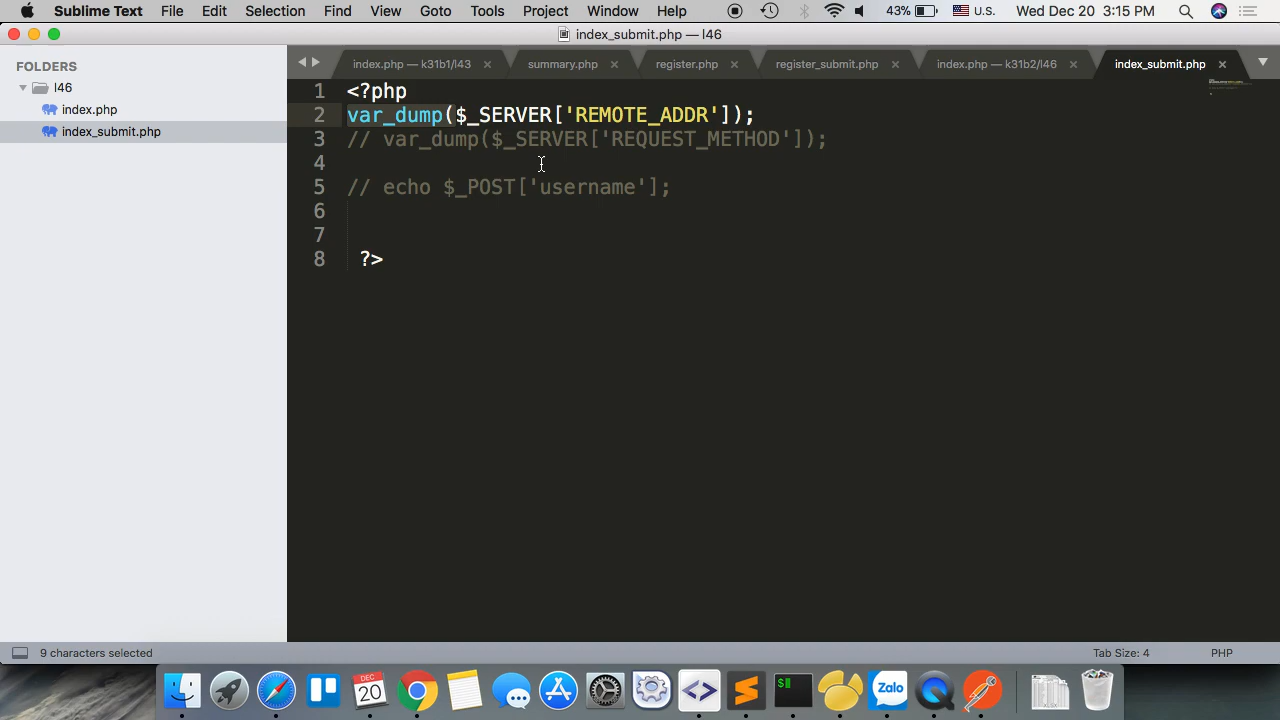 Sublime Text File Edit Selection Find View Goto Tools Project Window Help 43% U.S. Wed Dec 20 3:15 PM
index_submit.php — l46
FOLDERS
l46
index.php
index_submit.php
index.php — k31b1/l43 summary.php register.php register_submit.php index.php — k31b2/l46 index_submit.php
1 <?php
2 var_dump($_SERVER['REMOTE_ADDR']);
3 // var_dump($_SERVER['REQUEST_METHOD']);
4
5 // echo $_POST['username'];
6
7
8 ?>
9 characters selected Tab Size: 4 PHP
DEC
20
Zalo